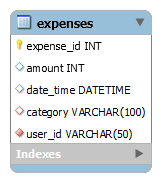 expenses
expense_id INT
amount INT
date_time DATETIME
category VARCHAR(100)
user_id VARCHAR(50)
Indexes